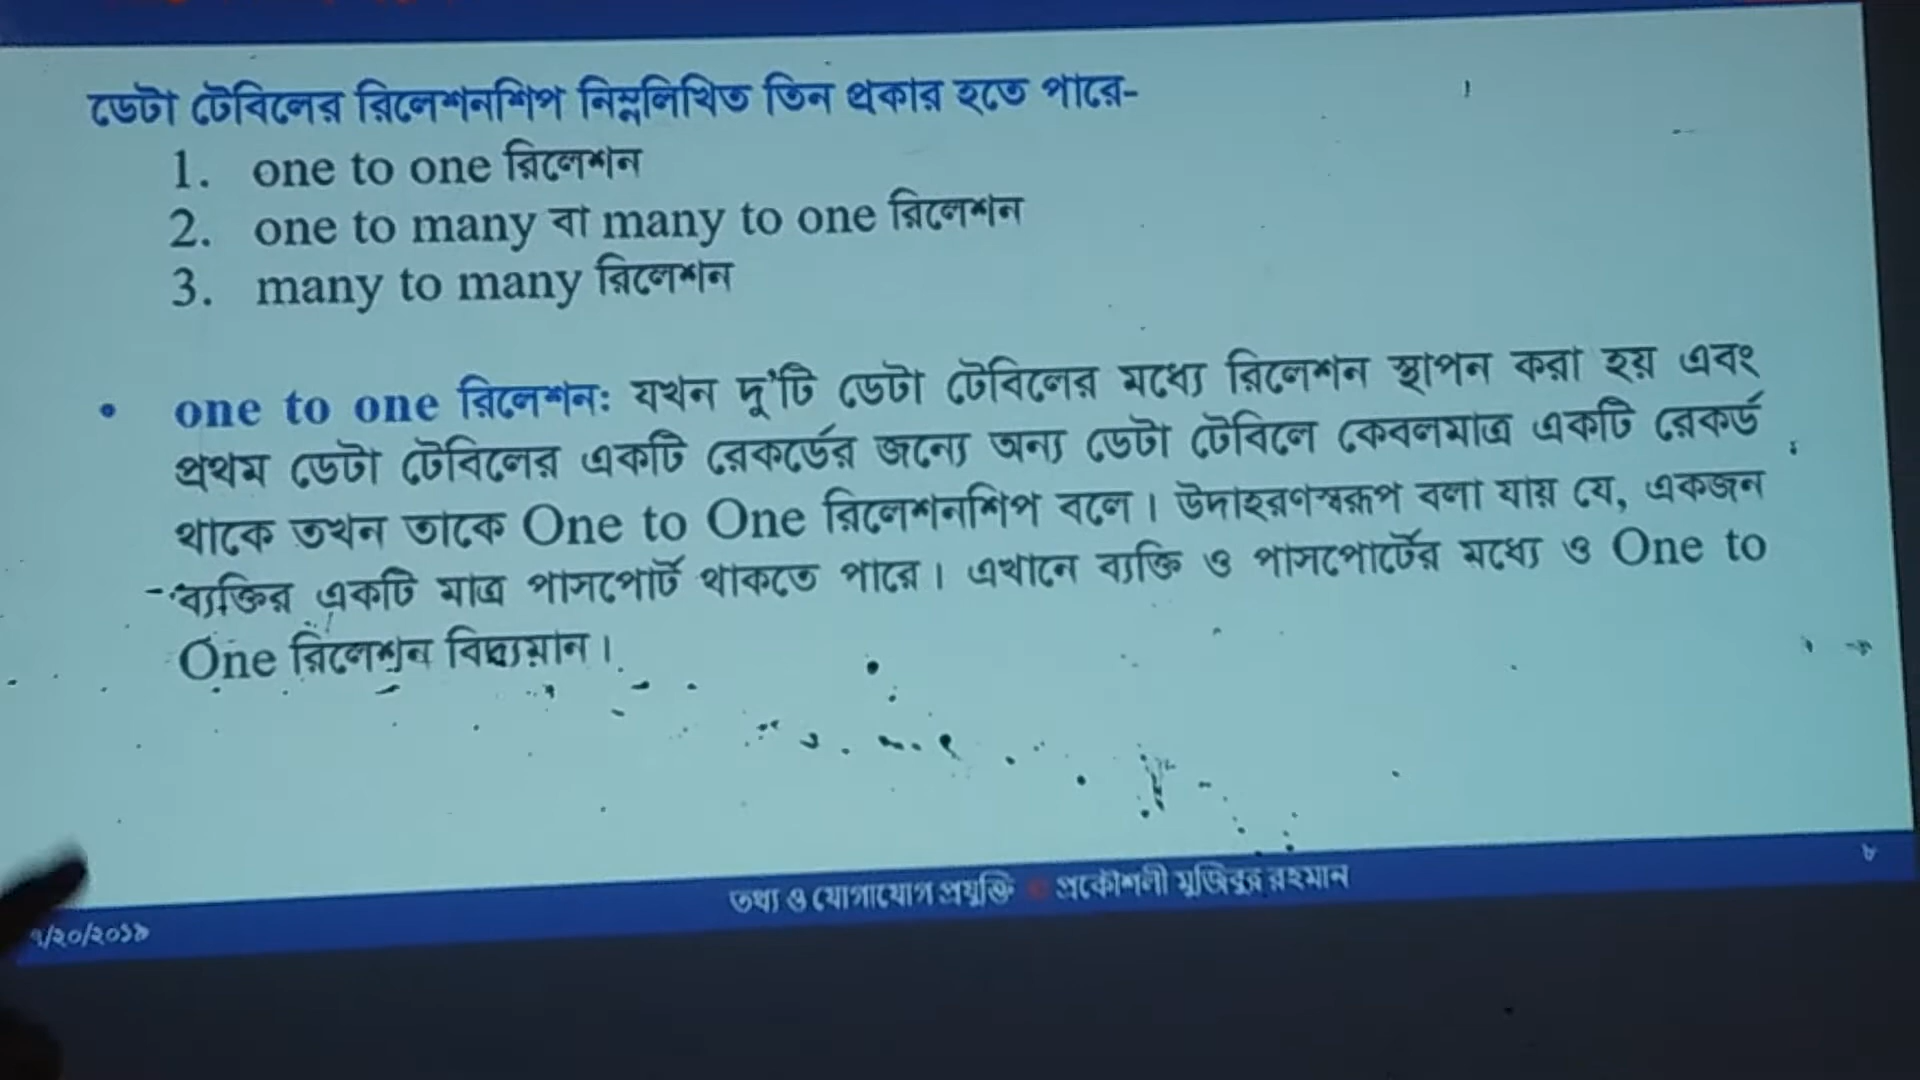 ডেটা টেবিলের রিলেশনশিপ নিম্নলিখিত তিন প্রকার হতে পারে-
1. one to one রিলেশন
2. one to many বা many to one রিলেশন
3. many to many রিলেশন
• one to one রিলেশন: যখন দু'টি ডেটা টেবিলের মধ্যে রিলেশন স্থাপন করা হয় এবং
প্রথম ডেটা টেবিলের একটি রেকর্ডের জন্যে অন্য ডেটা টেবিলে কেবলমাত্র একটি রেকর্ড
থাকে তখন তাকে One to One রিলেশনশিপ বলে। উদাহরণস্বরূপ বলা যায় যে, একজন
ব্যক্তির একটি মাত্র পাসপোর্ট থাকতে পারে। এখানে ব্যক্তি ও পাসপোর্টের মধ্যে ও One to
One রিলেশন বিদ্যমান।
তথ্য ও যোগাযোগ প্রযুক্তি প্রকৌশলী মুজিবুর রহমান
৮